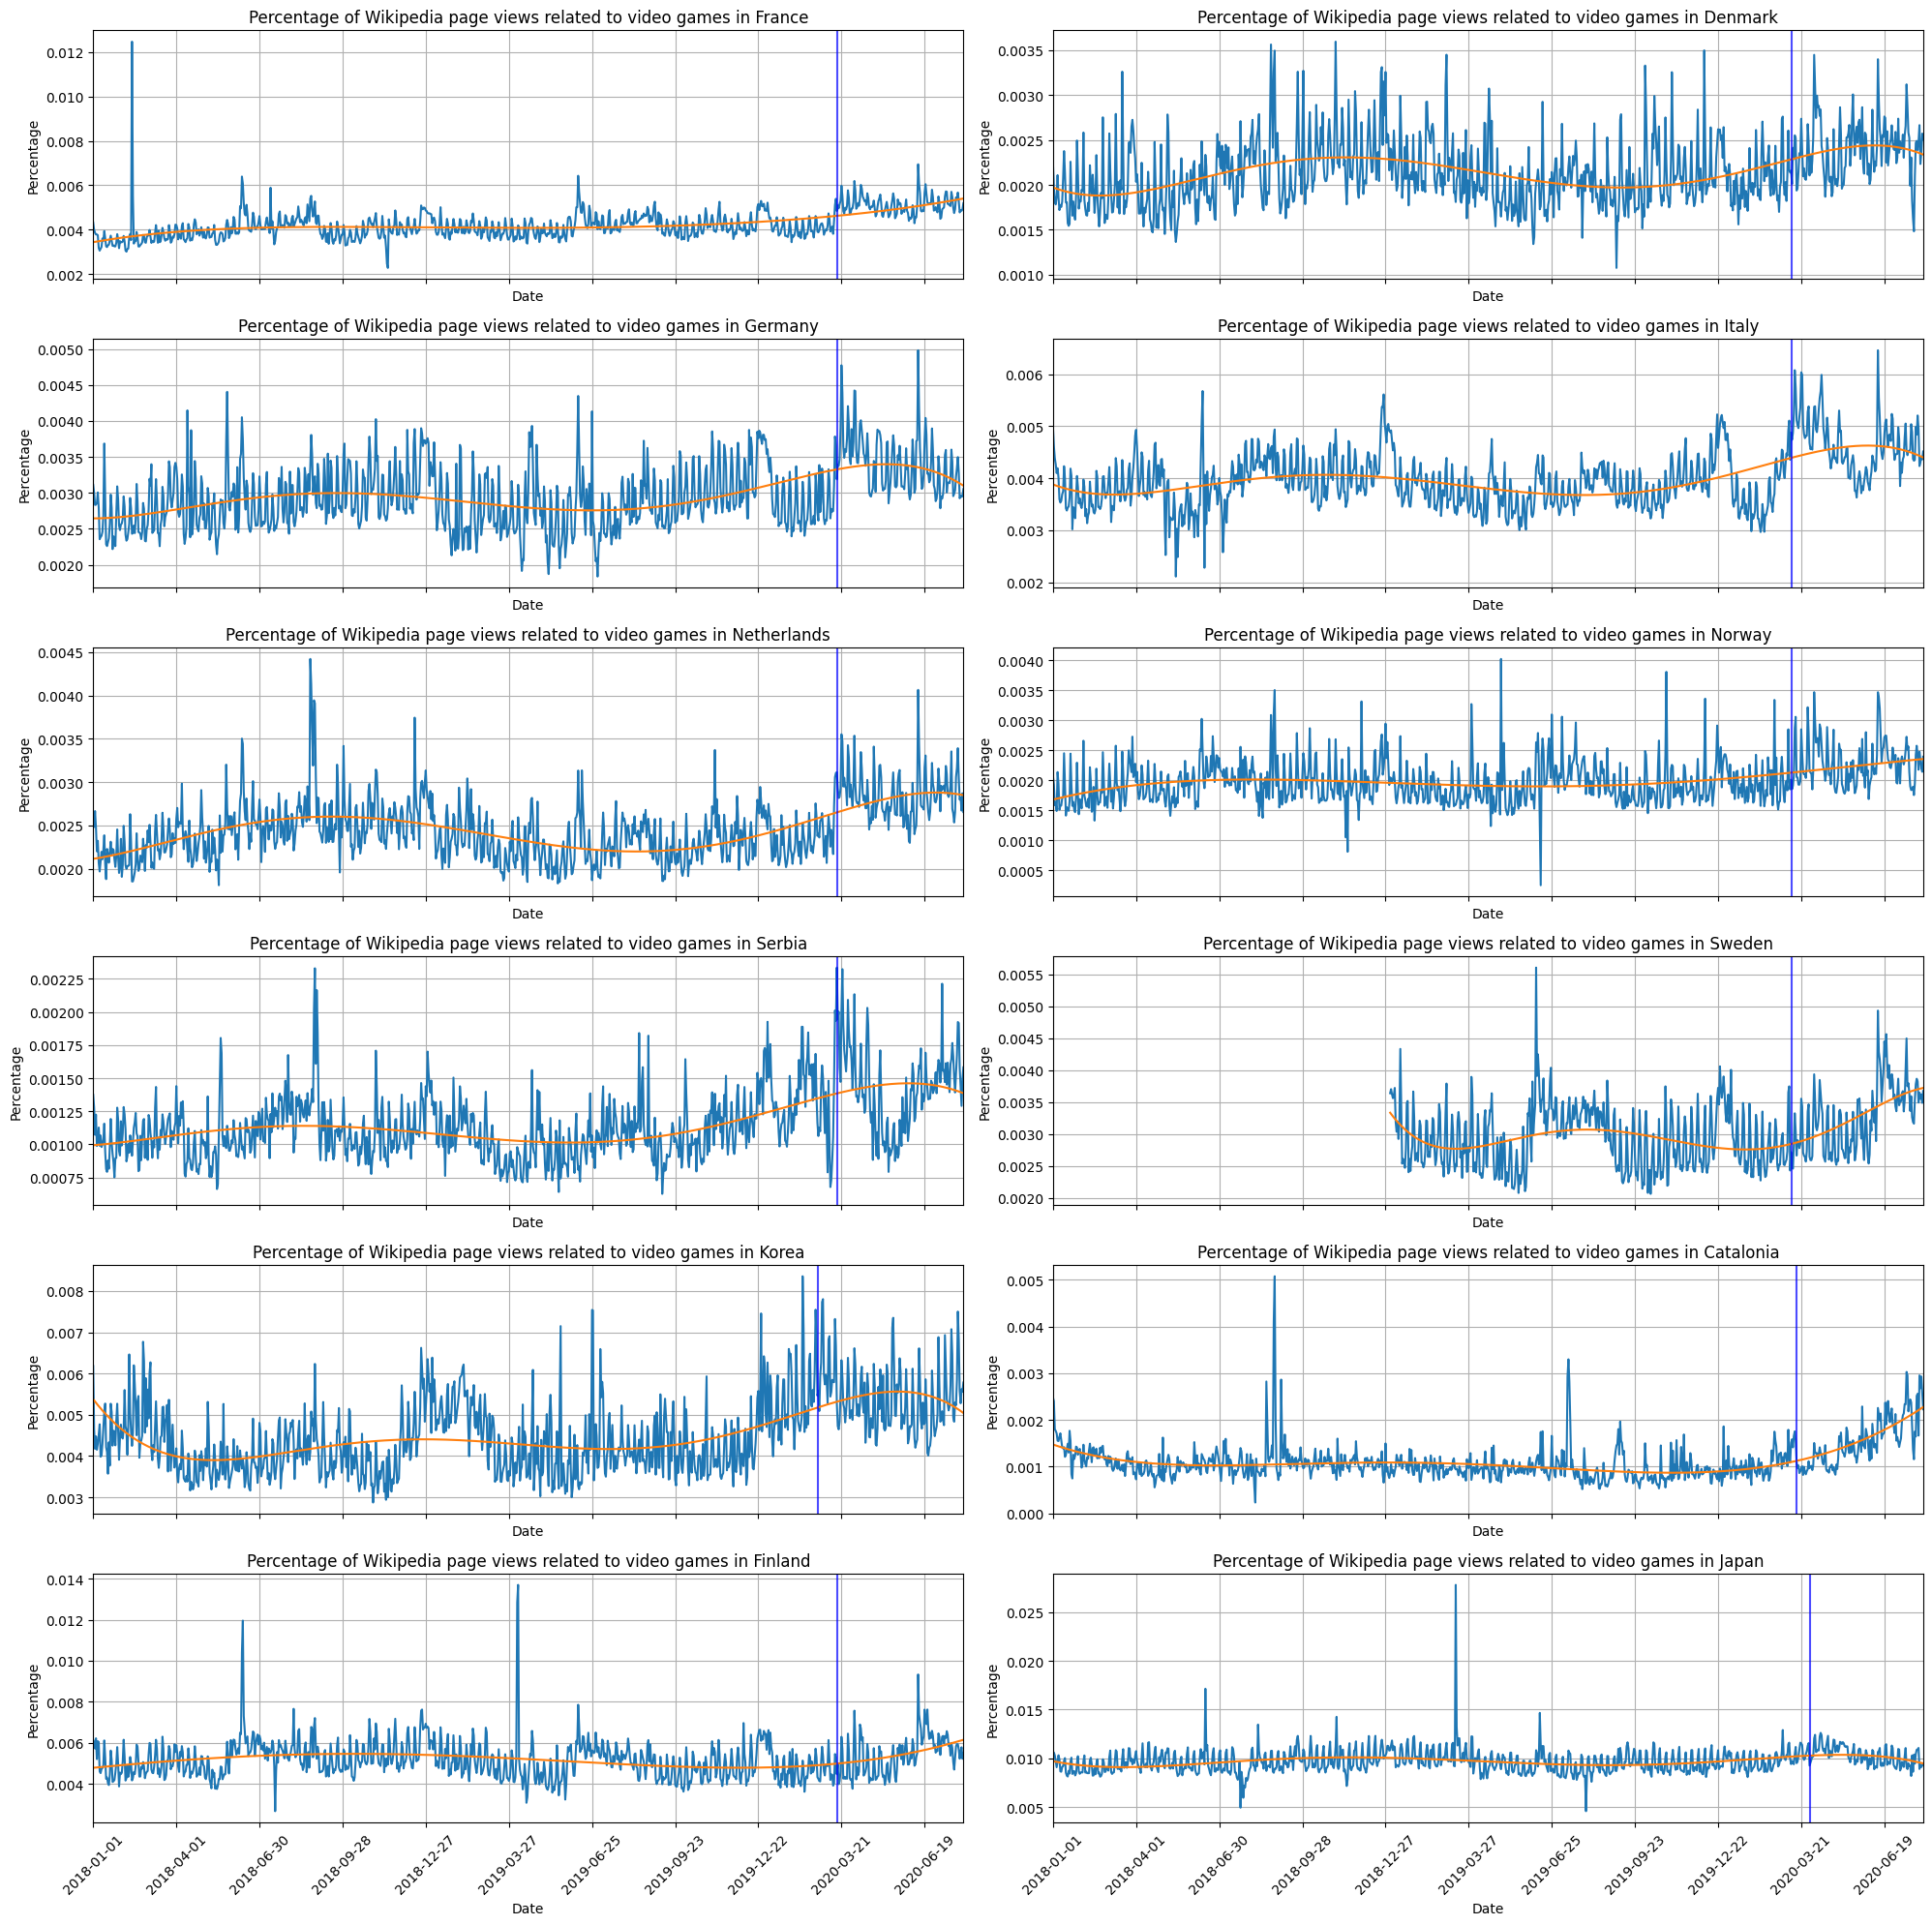 Percentage of Wikipedia page views related to video games in France
Percentage
0.012
0.010
0.008
0.006
0.004
0.002
Date
Percentage of Wikipedia page views related to video games in Denmark
Percentage
0.0035
0.0030
0.0025
0.0020
0.0015
0.0010
Date
Percentage of Wikipedia page views related to video games in Germany
Percentage
0.0050
0.0045
0.0040
0.0035
0.0030
0.0025
0.0020
Date
Percentage of Wikipedia page views related to video games in Italy
Percentage
0.006
0.005
0.004
0.003
0.002
Date
Percentage of Wikipedia page views related to video games in Netherlands
Percentage
0.0045
0.0040
0.0035
0.0030
0.0025
0.0020
Date
Percentage of Wikipedia page views related to video games in Norway
Percentage
0.0040
0.0035
0.0030
0.0025
0.0020
0.0015
0.0010
0.0005
Date
Percentage of Wikipedia page views related to video games in Serbia
Percentage
0.00225
0.00200
0.00175
0.00150
0.00125
0.00100
0.00075
Date
Percentage of Wikipedia page views related to video games in Sweden
Percentage
0.0055
0.0050
0.0045
0.0040
0.0035
0.0030
0.0025
0.0020
Date
Percentage of Wikipedia page views related to video games in Korea
Percentage
0.008
0.007
0.006
0.005
0.004
0.003
Date
Percentage of Wikipedia page views related to video games in Catalonia
Percentage
0.005
0.004
0.003
0.002
0.001
0.000
Date
Percentage of Wikipedia page views related to video games in Finland
Percentage
0.014
0.012
0.010
0.008
0.006
0.004
2018-01-01
2018-04-01
2018-06-30
2018-09-28
2018-12-27
2019-03-27
2019-06-25
2019-09-23
2019-12-22
2020-03-21
2020-06-19
Date
Percentage of Wikipedia page views related to video games in Japan
Percentage
0.025
0.020
0.015
0.010
0.005
2018-01-01
2018-04-01
2018-06-30
2018-09-28
2018-12-27
2019-03-27
2019-06-25
2019-09-23
2019-12-22
2020-03-21
2020-06-19
Date